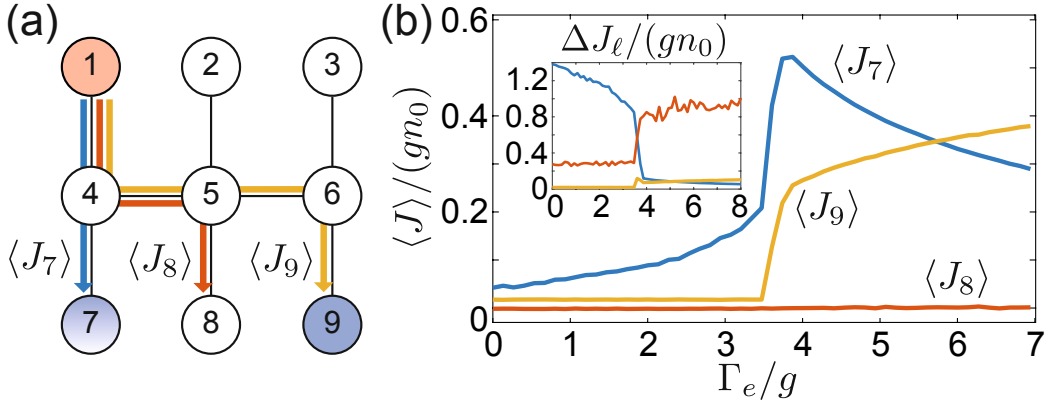 (a)
1 2 3
4 5 6
⟨J₇⟩ ⟨J₈⟩ ⟨J₉⟩
7 8 9
(b)
⟨J⟩/(gn₀)
0.6
0.4
0.2
0
0 1 2 3 4 5 6 7
Γₑ/g
⟨J₇⟩
⟨J₉⟩
⟨J₈⟩
ΔJ_ℓ/(gn₀)
1.2
0.8
0.4
0
0 2 4 6 8